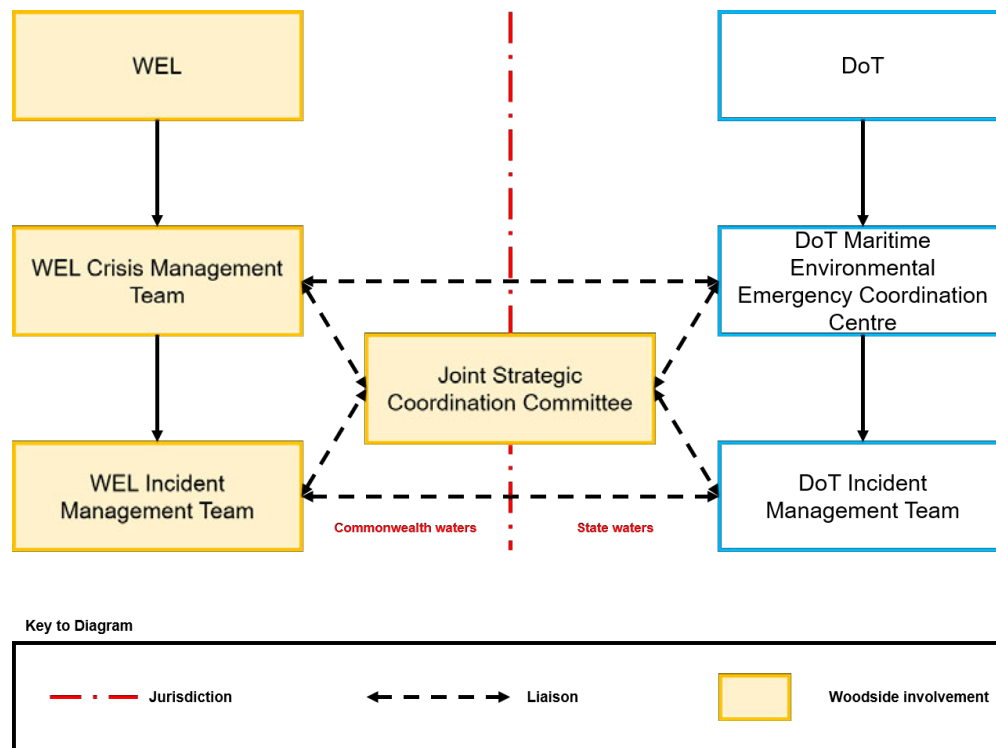 WEL
DoT
WEL Crisis Management
Team
DoT Maritime
Environmental
Emergency Coordination
Centre
Joint Strategic
Coordination Committee
WEL Incident
Management Team
DoT Incident
Management Team
Commonwealth waters
State waters
Key to Diagram
Jurisdiction
Liaison
Woodside involvement